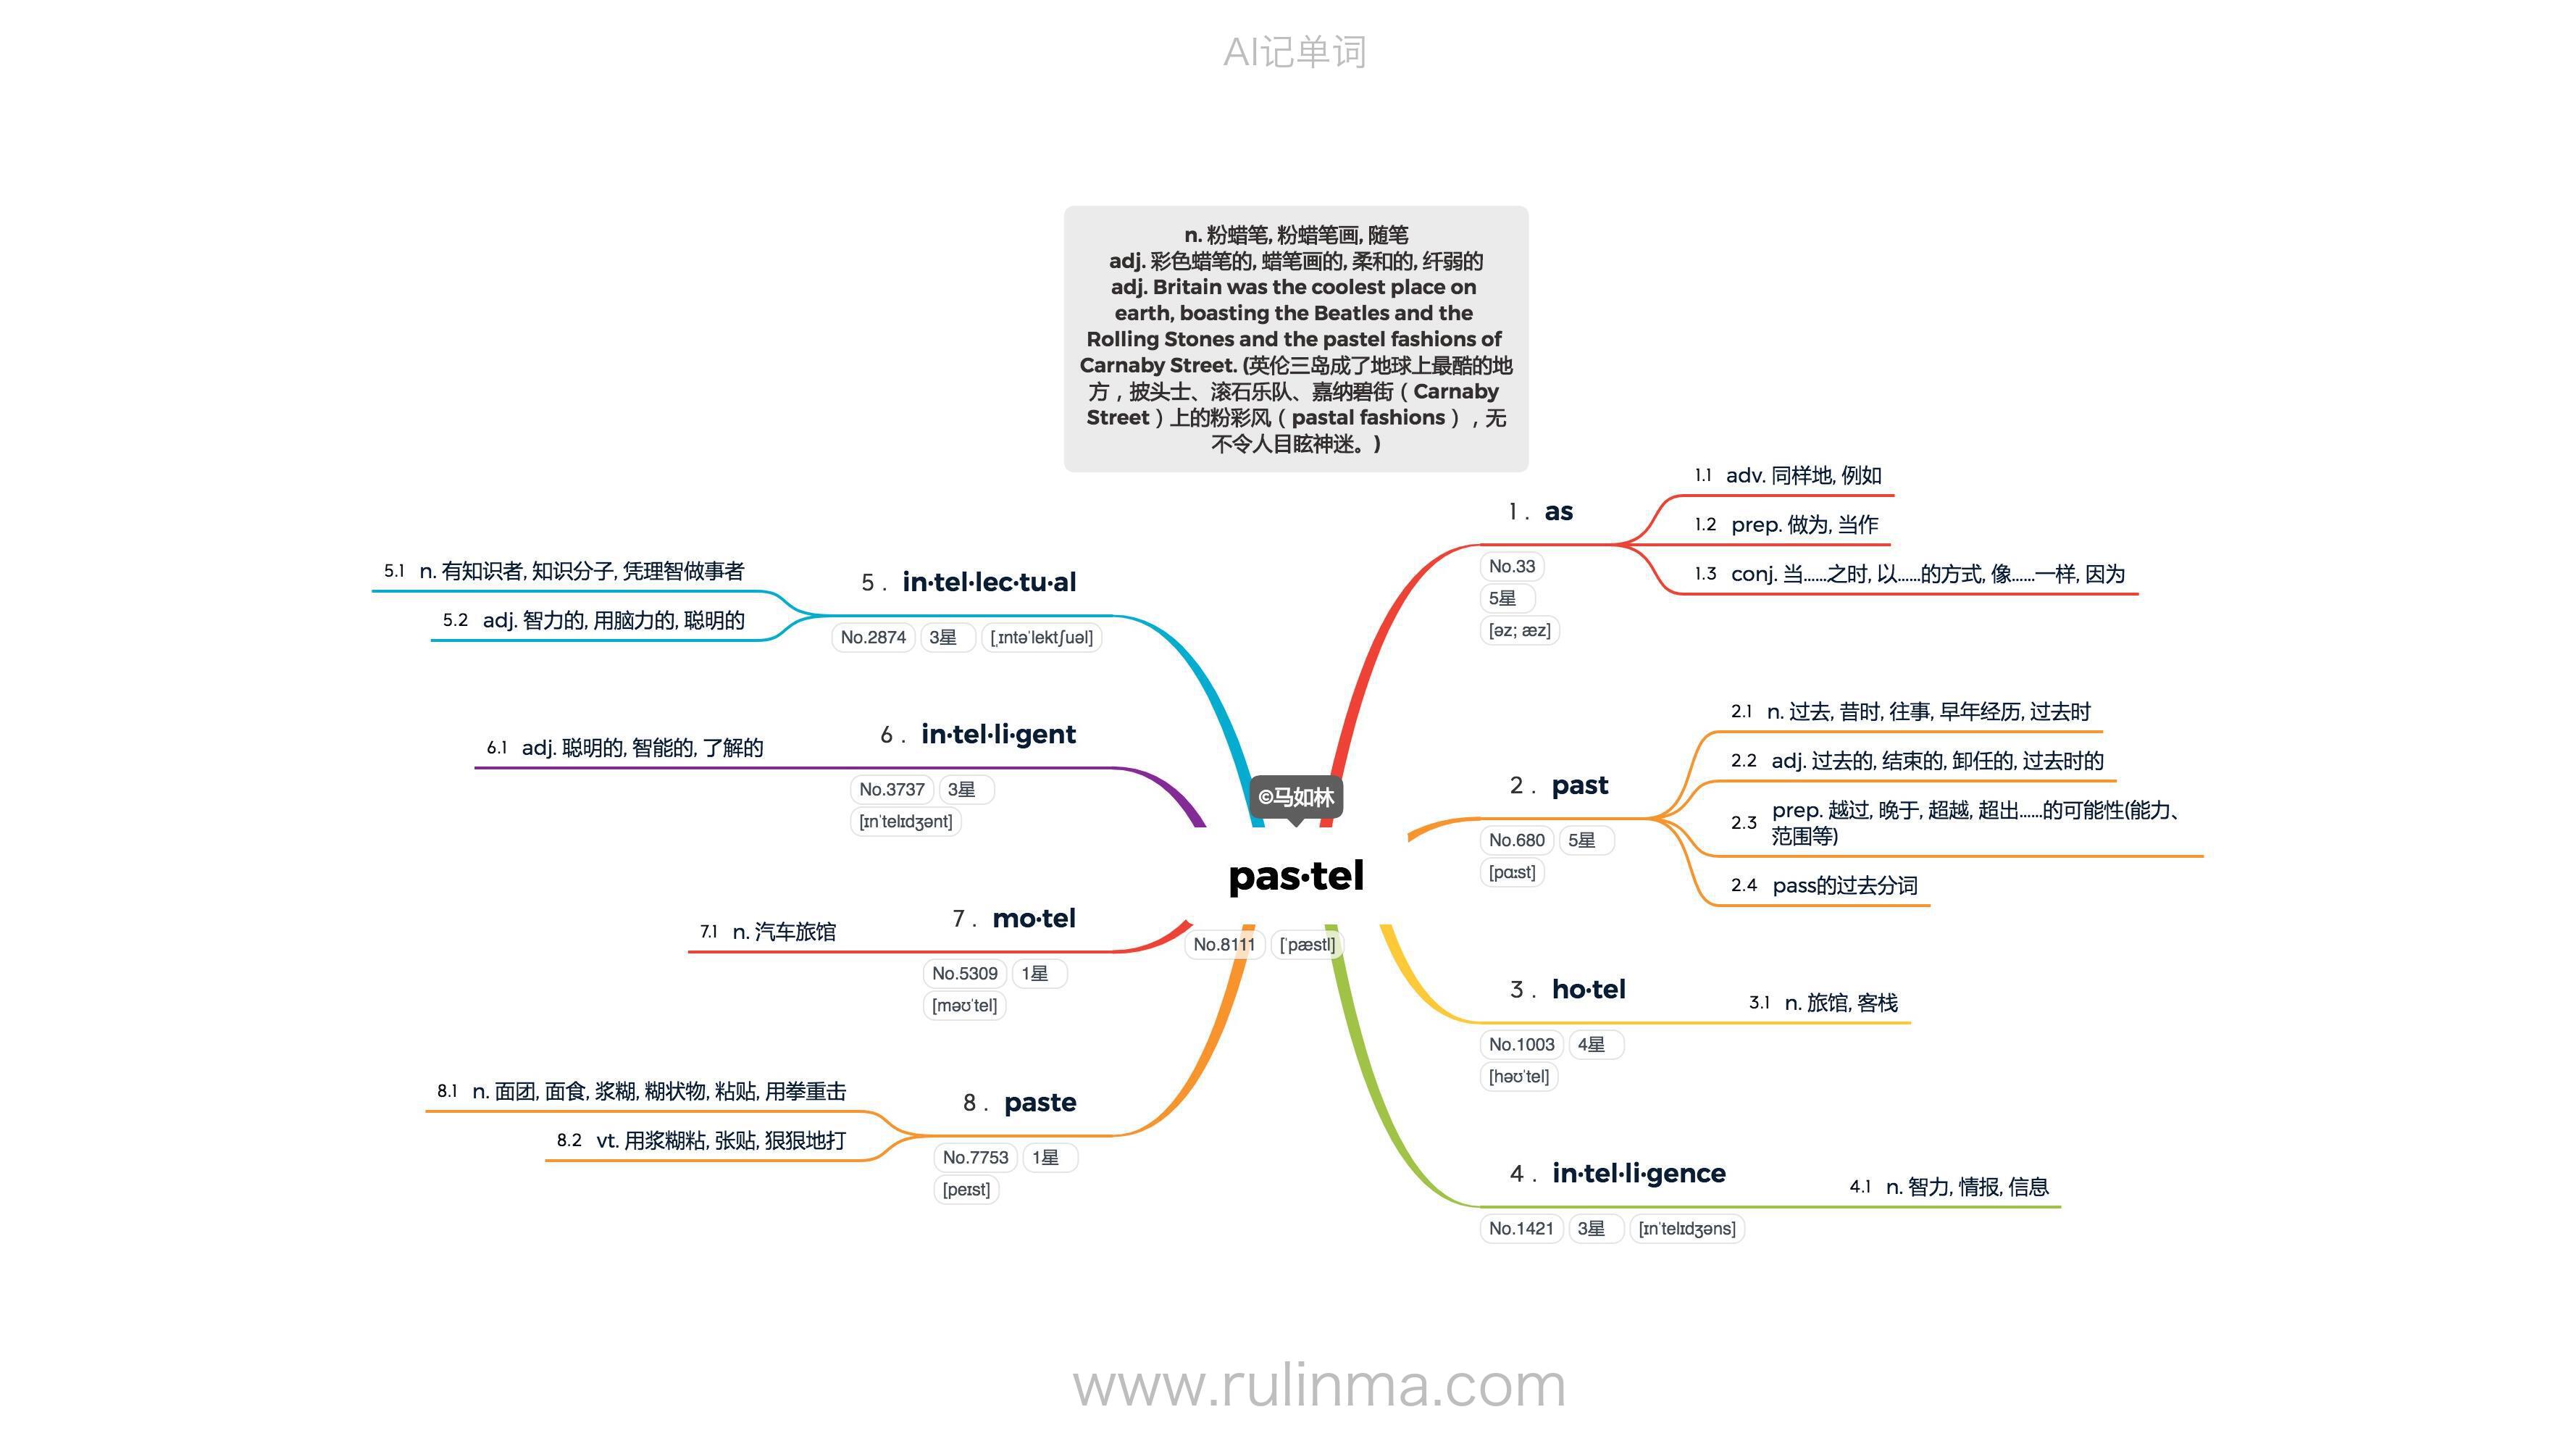 AI记单词
n. 粉蜡笔, 粉蜡笔画, 随笔
adj. 彩色蜡笔的, 蜡笔画的, 柔和的, 纤弱的
adj. Britain was the coolest place on
earth, boasting the Beatles and the
Rolling Stones and the pastel fashions of
Carnaby Street. (英伦三岛成了地球上最酷的地
方，披头士、滚石乐队、嘉纳碧街（Carnaby
Street）上的粉彩风（pastal fashions），无
不令人目眩神迷。)
©马如林
pas·tel
No.8111 [ˈpæstl]
1. as
No.33
5星
[əz; æz]
1.1 adv. 同样地, 例如
1.2 prep. 做为, 当作
1.3 conj. 当……之时, 以……的方式, 像……一样, 因为
2. past
No.680 5星
[pɑːst]
2.1 n. 过去, 昔时, 往事, 早年经历, 过去时
2.2 adj. 过去的, 结束的, 卸任的, 过去时的
2.3 prep. 越过, 晚于, 超越, 超出……的可能性(能力、
范围等)
2.4 pass的过去分词
3. ho·tel
No.1003 4星
[həʊˈtel]
3.1 n. 旅馆, 客栈
4. in·tel·li·gence
No.1421 3星 [ɪnˈtelɪdʒəns]
4.1 n. 智力, 情报, 信息
5. in·tel·lec·tu·al
No.2874 3星 [ˌɪntəˈlektʃuəl]
5.1 n. 有知识者, 知识分子, 凭理智做事者
5.2 adj. 智力的, 用脑力的, 聪明的
6. in·tel·li·gent
No.3737 3星
[ɪnˈtelɪdʒənt]
6.1 adj. 聪明的, 智能的, 了解的
7. mo·tel
No.5309 1星
[məʊˈtel]
7.1 n. 汽车旅馆
8. paste
No.7753 1星
[peɪst]
8.1 n. 面团, 面食, 浆糊, 糊状物, 粘贴, 用拳重击
8.2 vt. 用浆糊粘, 张贴, 狠狠地打
www.rulinma.com